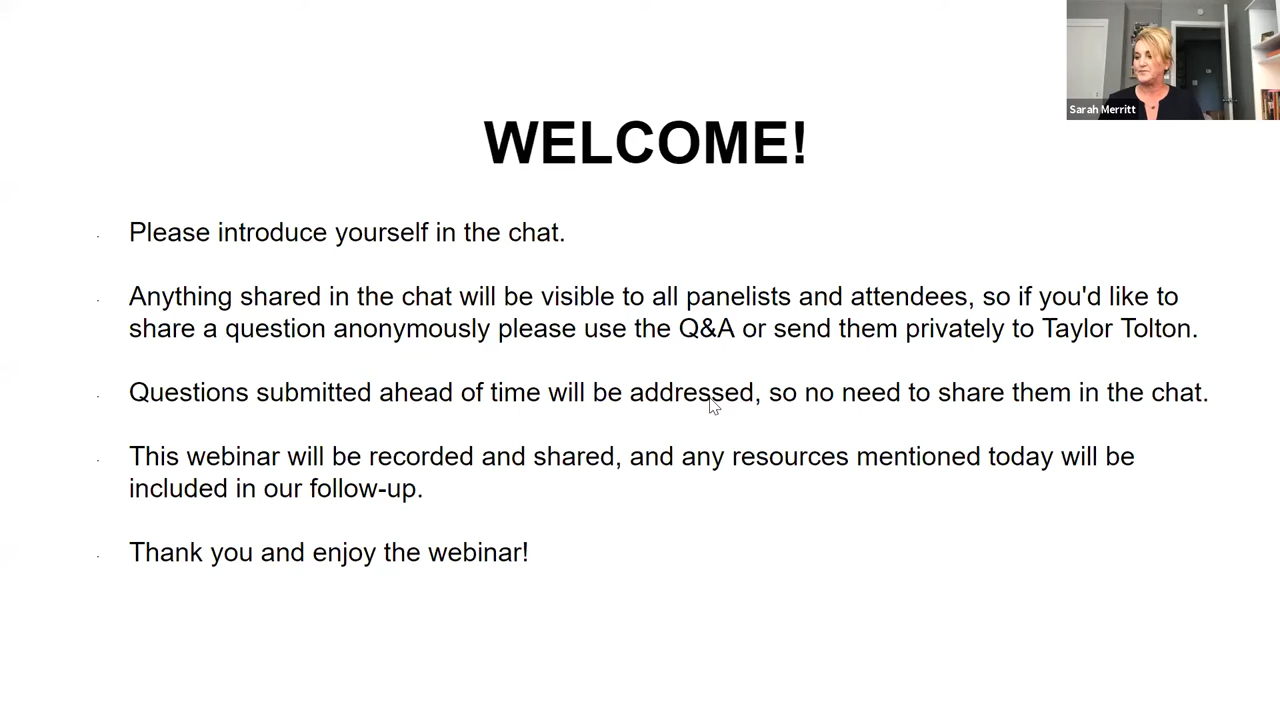 Sarah Merritt
WELCOME!
Please introduce yourself in the chat.
Anything shared in the chat will be visible to all panelists and attendees, so if you'd like to
share a question anonymously please use the Q&A or send them privately to Taylor Tolton.
Questions submitted ahead of time will be addressed, so no need to share them in the chat.
This webinar will be recorded and shared, and any resources mentioned today will be
included in our follow-up.
Thank you and enjoy the webinar!